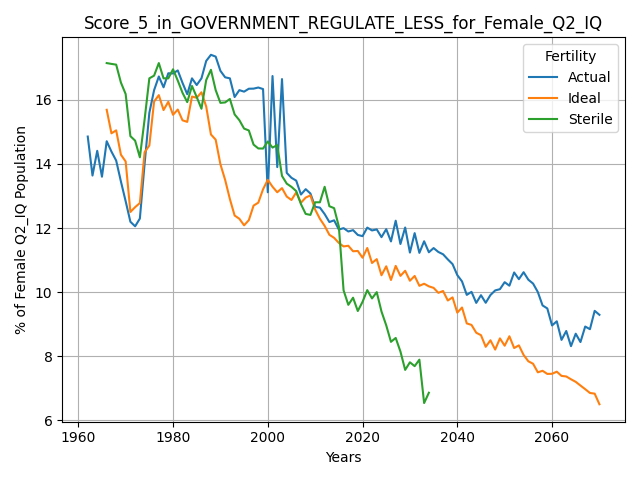 Score_5_in_GOVERNMENT_REGULATE_LESS_for_Female_Q2_IQ
% of Female Q2_IQ Population
16
14
12
10
8
6
1960
1980
2000
2020
2040
2060
Years
Fertility
Actual
Ideal
Sterile